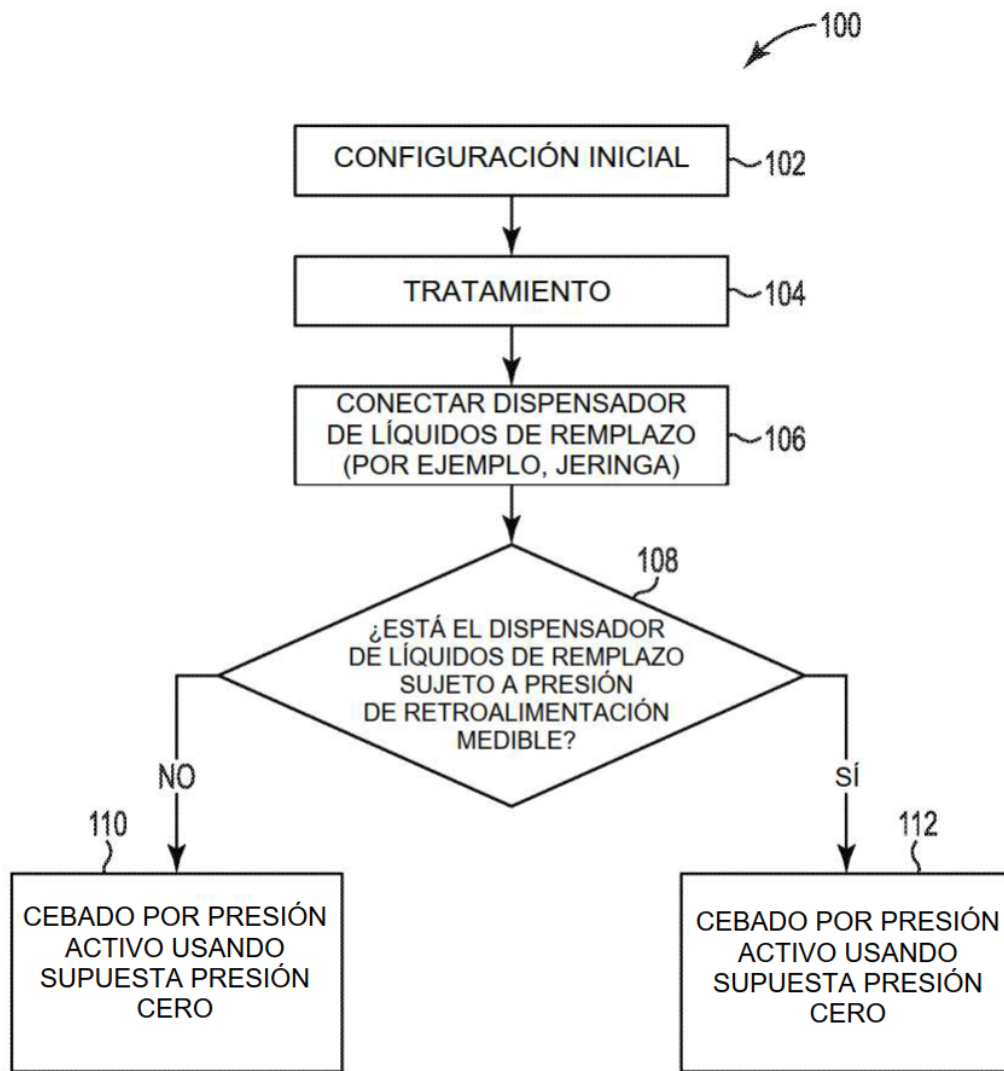 100
CONFIGURACIÓN INICIAL
102
TRATAMIENTO
104
CONECTAR DISPENSADOR
DE LÍQUIDOS DE REMPLAZO
(POR EJEMPLO, JERINGA)
106
108
¿ESTÁ EL DISPENSADOR
DE LÍQUIDOS DE REMPLAZO
SUJETO A PRESIÓN
DE RETROALIMENTACIÓN
MEDIBLE?
NO
SÍ
110
112
CEBADO POR PRESIÓN
ACTIVO USANDO
SUPUESTA PRESIÓN
CERO
CEBADO POR PRESIÓN
ACTIVO USANDO
SUPUESTA PRESIÓN
CERO